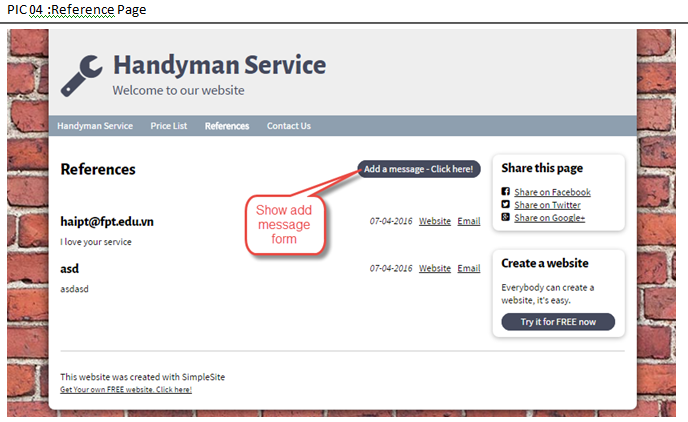 PIC 04 :Reference Page
Handyman Service
Welcome to our website
Handyman Service Price List References Contact Us
References
Add a message - Click here!
Show add
message
form
haipt@fpt.edu.vn 07-04-2016 Website Email
I love your service
asd 07-04-2016 Website Email
asdasd
Share this page
Share on Facebook
Share on Twitter
Share on Google+
Create a website
Everybody can create a
website, it's easy.
Try it for FREE now
This website was created with SimpleSite
Get Your own FREE website. Click here!